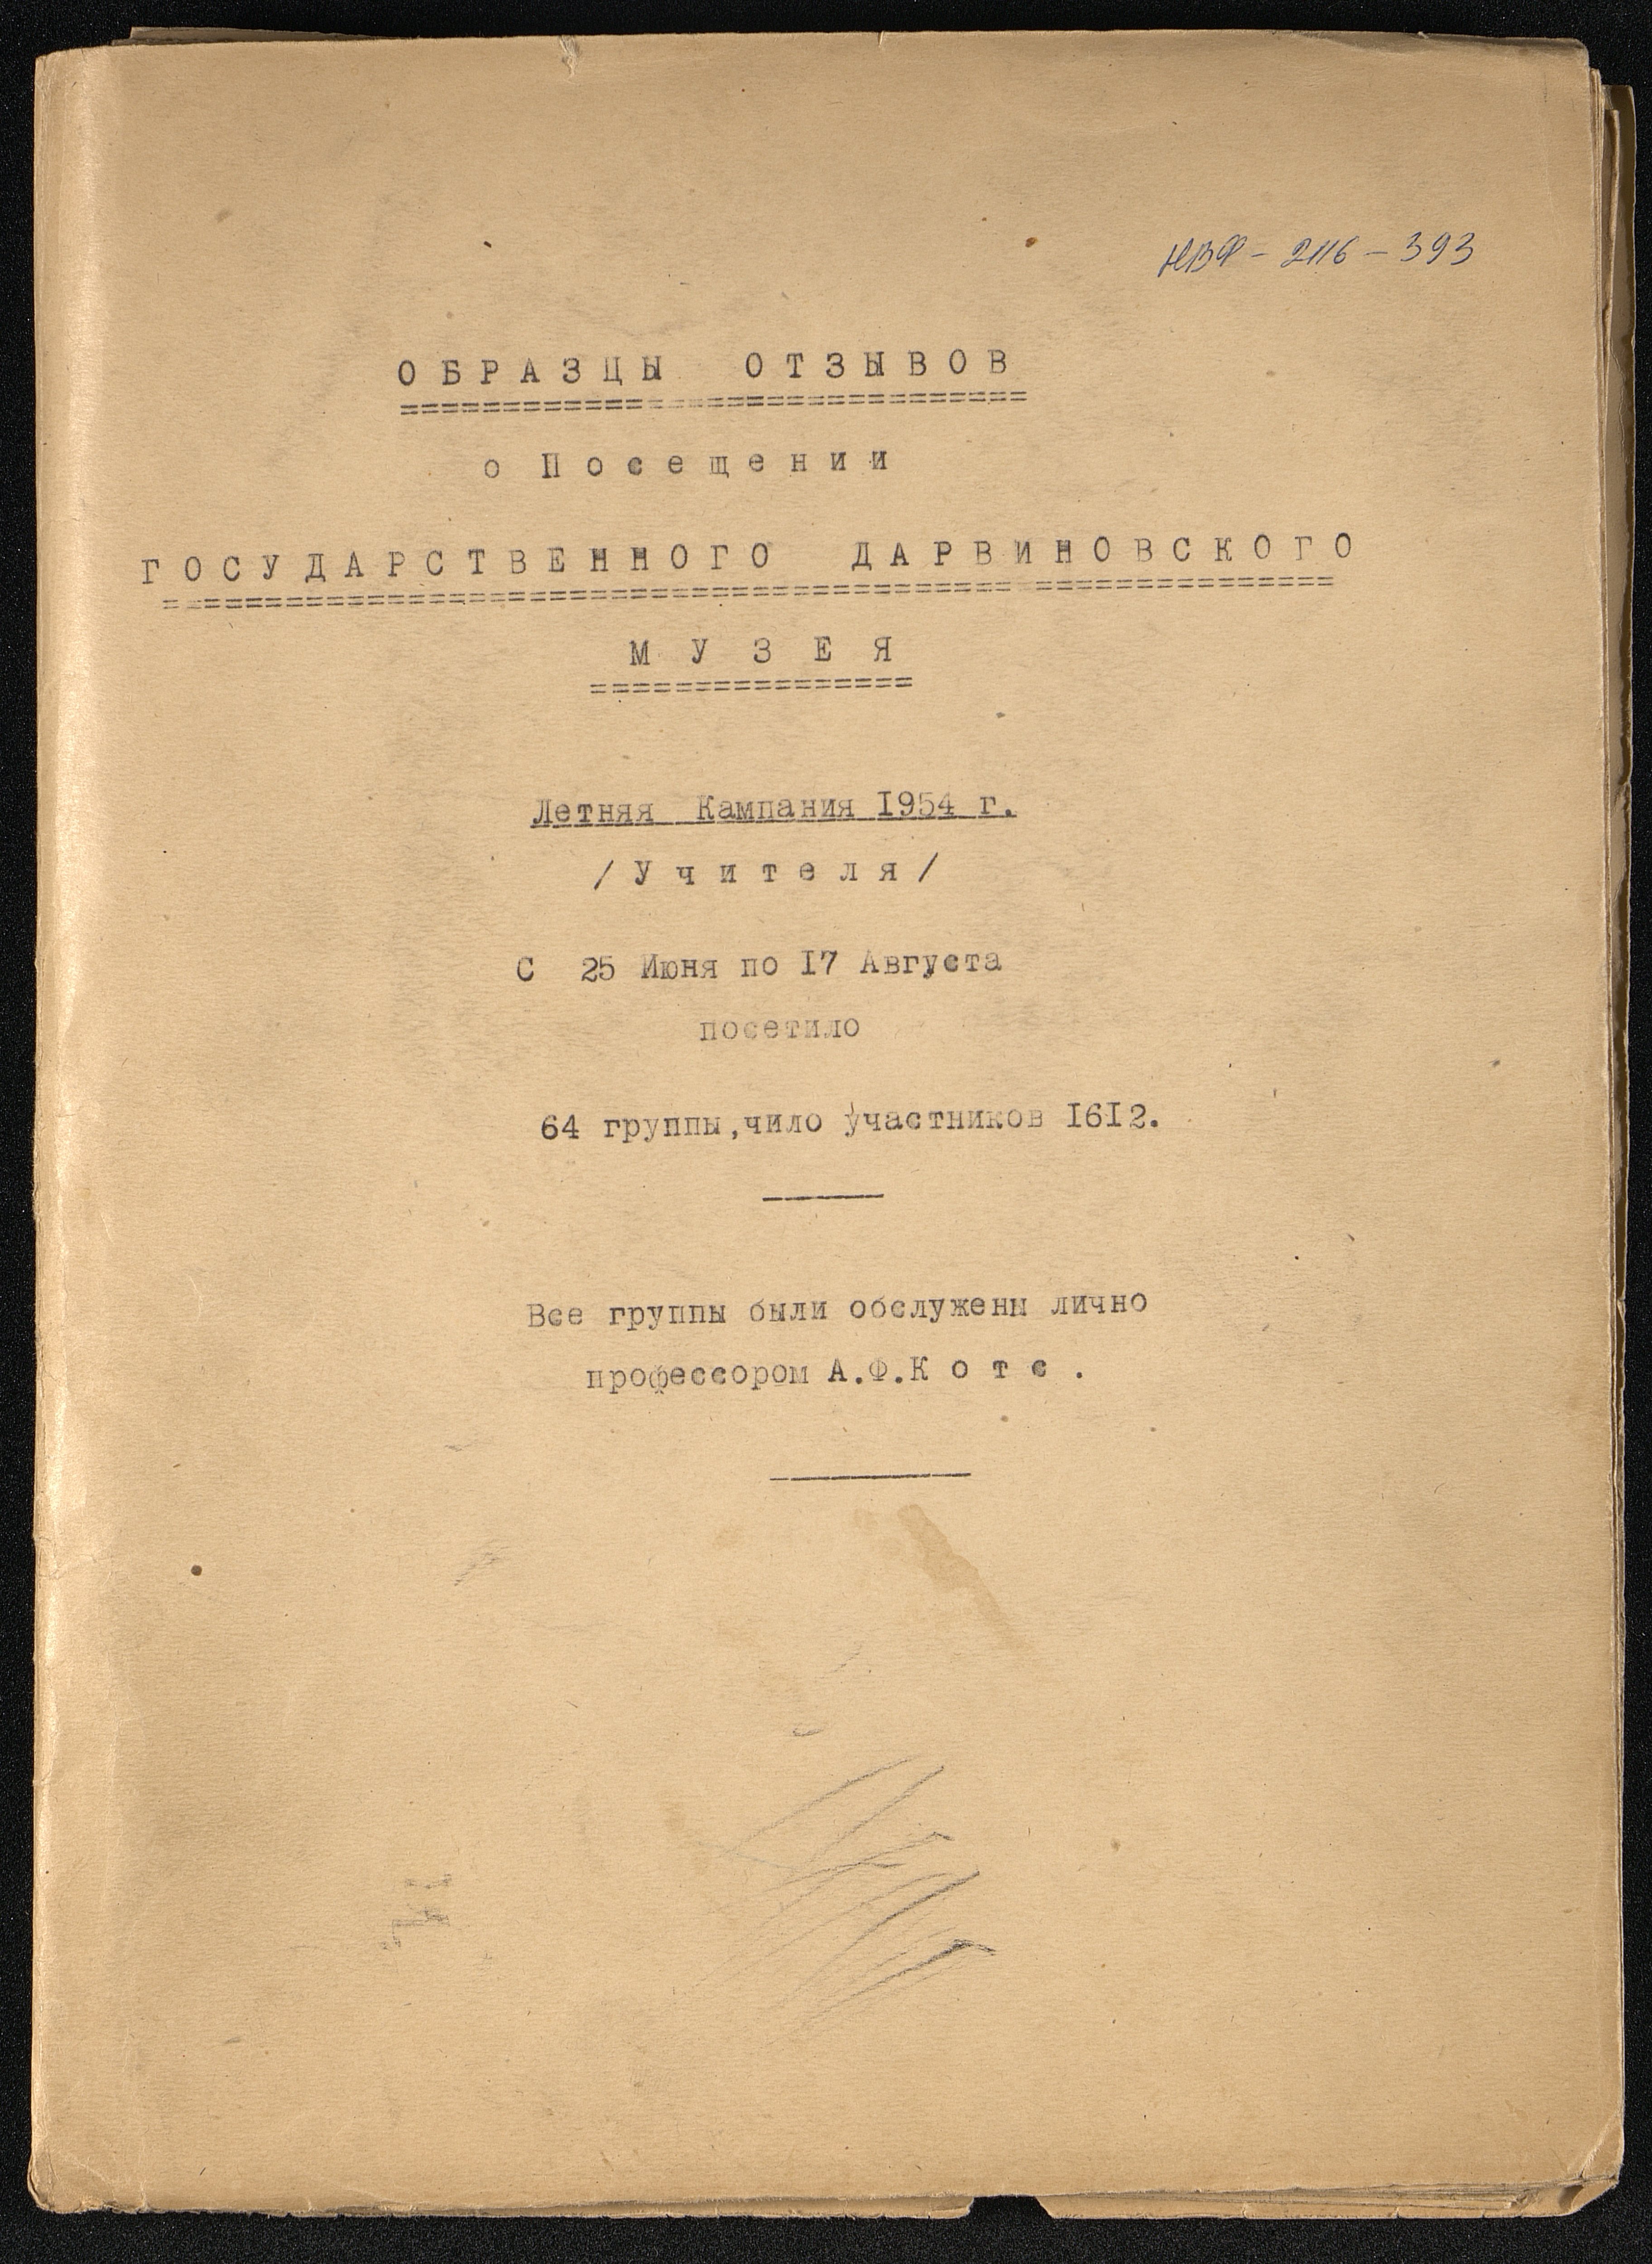 НВФ - 2116 - 393
ОБРАЗЦЫ ОТЗЫВОВ
о Посещении
ГОСУДАРСТВЕННОГО ДАРВИНОВСКОГО
МУЗЕЯ
Летняя Кампания 1954 г.
/Учителя/
С 25 Июня по 17 Августа
посетило
64 группы,чило участников 1612.
Все группы были обслужены лично
профессором А.Ф.Котс.